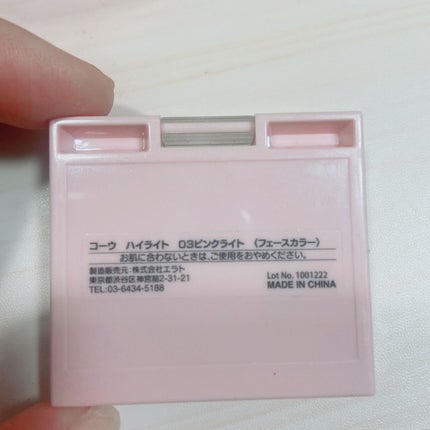 コーウ ハイライト 03ピンクライト (フェースカラー)
お肌に合わないときは、ご使用をおやめください。
製造販売元:株式会社エラト
東京都渋谷区神宮前2-31-21
TEL:03-6434-5188
Lot No. 1001222
MADE IN CHINA